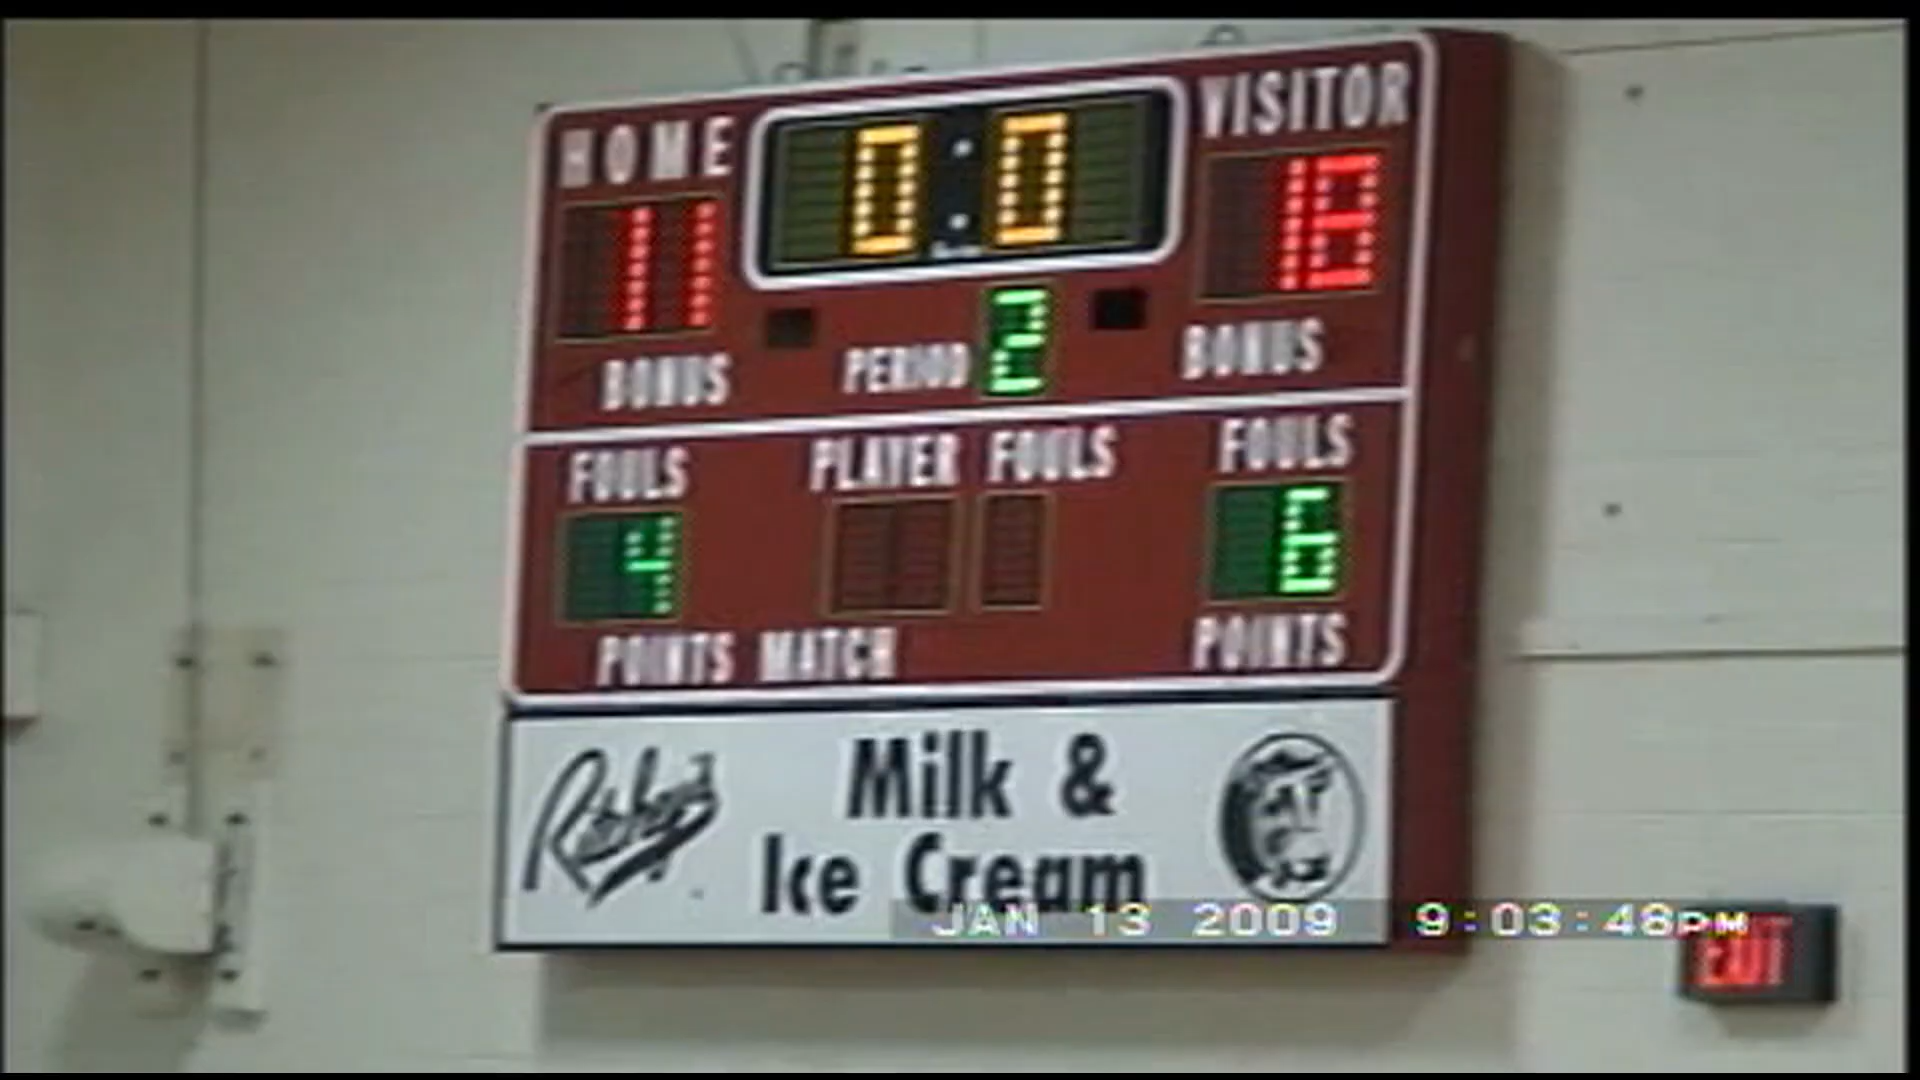 HOME 0:0 VISITOR
11 18
BONUS PERIOD 2 BONUS
FOULS PLAYER FOULS FOULS
4 6
POINTS MATCH POINTS
Milk &
Ice Cream
JAN 13 2009 9:03:48PM
EXIT